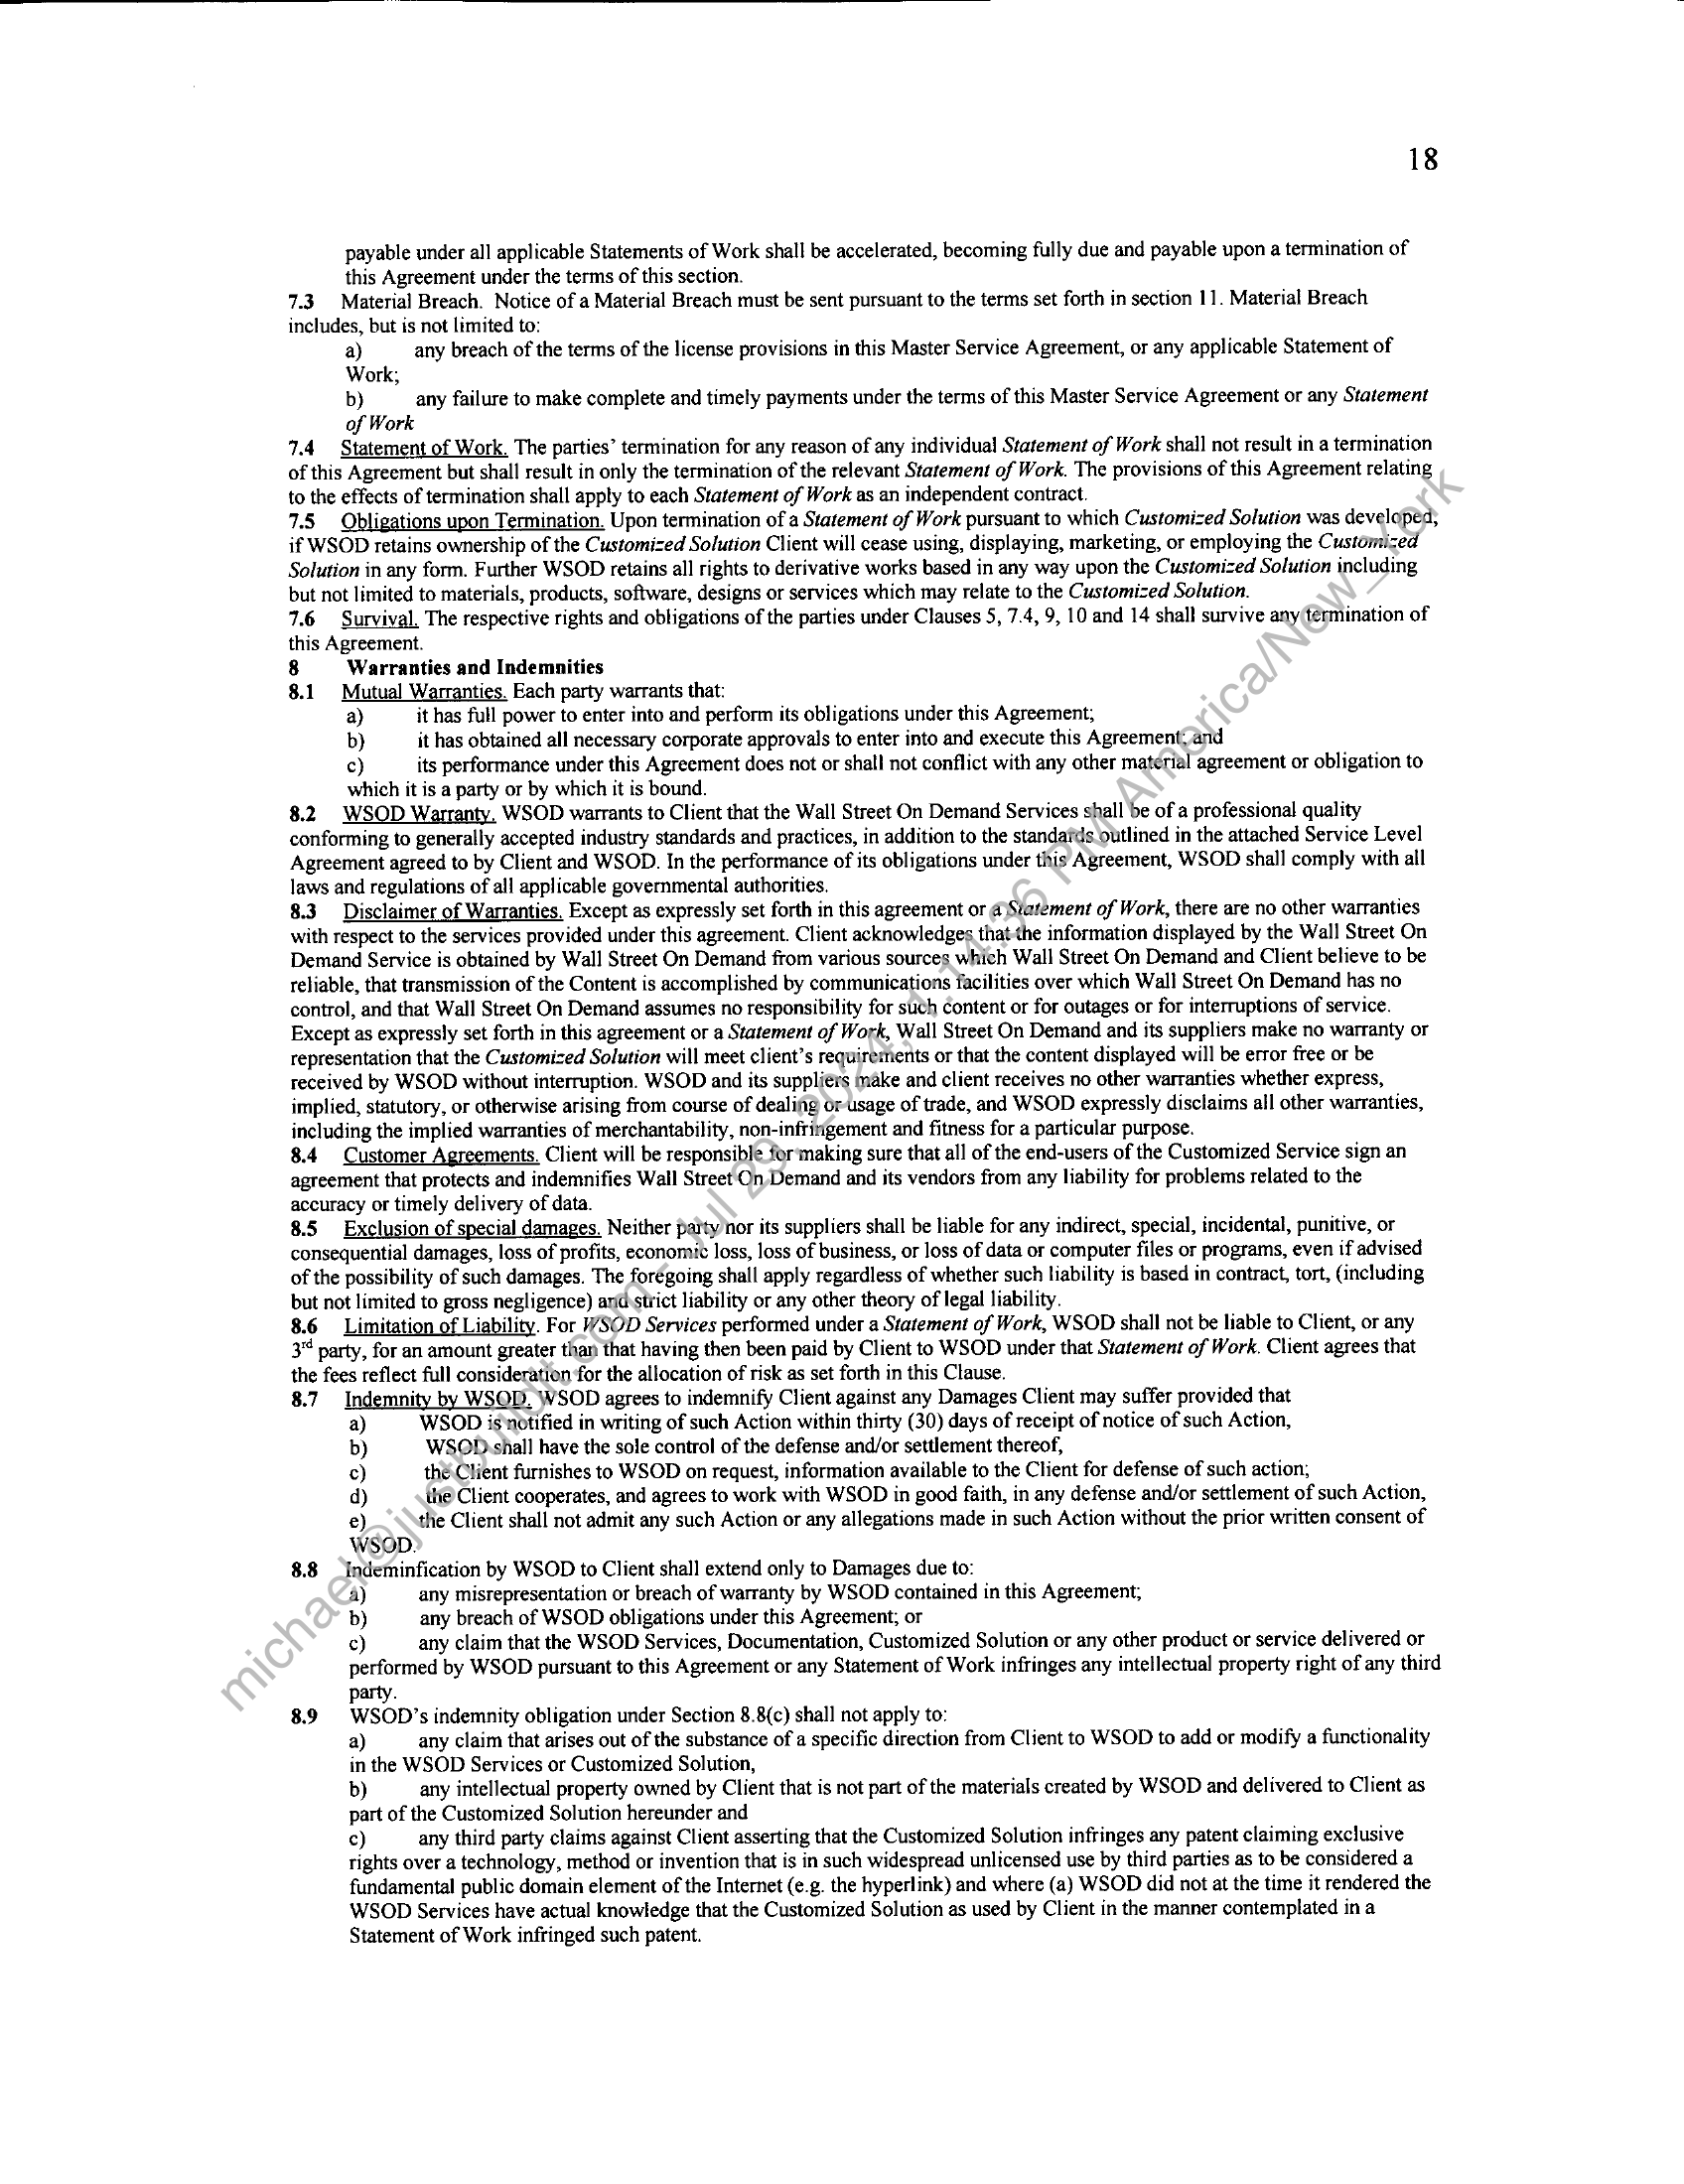 18
payable under all applicable Statements of Work shall be accelerated, becoming fully due and payable upon a termination of
this Agreement under the terms of this section.
7.3 Material Breach. Notice of a Material Breach must be sent pursuant to the terms set forth in section 11. Material Breach
includes, but is not limited to:
a) any breach of the terms of the license provisions in this Master Service Agreement, or any applicable Statement of
Work;
b) any failure to make complete and timely payments under the terms of this Master Service Agreement or any Statement
of Work
7.4 Statement of Work. The parties' termination for any reason of any individual Statement of Work shall not result in a termination
of this Agreement but shall result in only the termination of the relevant Statement of Work. The provisions of this Agreement relating
to the effects of termination shall apply to each Statement of Work as an independent contract.
7.5 Obligations upon Termination. Upon termination of a Statement of Work pursuant to which Customized Solution was developed,
if WSOD retains ownership of the Customized Solution Client will cease using, displaying, marketing, or employing the Customized
Solution in any form. Further WSOD retains all rights to derivative works based in any way upon the Customized Solution including
but not limited to materials, products, software, designs or services which may relate to the Customized Solution.
7.6 Survival. The respective rights and obligations of the parties under Clauses 5, 7.4, 9, 10 and 14 shall survive any termination of
this Agreement.
8 Warranties and Indemnities
8.1 Mutual Warranties. Each party warrants that:
a) it has full power to enter into and perform its obligations under this Agreement;
b) it has obtained all necessary corporate approvals to enter into and execute this Agreement; and
c) its performance under this Agreement does not or shall not conflict with any other material agreement or obligation to
which it is a party or by which it is bound.
8.2 WSOD Warranty. WSOD warrants to Client that the Wall Street On Demand Services shall be of a professional quality
conforming to generally accepted industry standards and practices, in addition to the standards outlined in the attached Service Level
Agreement agreed to by Client and WSOD. In the performance of its obligations under this Agreement, WSOD shall comply with all
laws and regulations of all applicable governmental authorities.
8.3 Disclaimer of Warranties. Except as expressly set forth in this agreement or a Statement of Work, there are no other warranties
with respect to the services provided under this agreement. Client acknowledges that the information displayed by the Wall Street On
Demand Service is obtained by Wall Street On Demand from various sources which Wall Street On Demand and Client believe to be
reliable, that transmission of the Content is accomplished by communications facilities over which Wall Street On Demand has no
control, and that Wall Street On Demand assumes no responsibility for such content or for outages or for interruptions of service.
Except as expressly set forth in this agreement or a Statement of Work, Wall Street On Demand and its suppliers make no warranty or
representation that the Customized Solution will meet client's requirements or that the content displayed will be error free or be
received by WSOD without interruption. WSOD and its suppliers make and client receives no other warranties whether express,
implied, statutory, or otherwise arising from course of dealing or usage of trade, and WSOD expressly disclaims all other warranties,
including the implied warranties of merchantability, non-infringement and fitness for a particular purpose.
8.4 Customer Agreements. Client will be responsible for making sure that all of the end-users of the Customized Service sign an
agreement that protects and indemnifies Wall Street On Demand and its vendors from any liability for problems related to the
accuracy or timely delivery of data.
8.5 Exclusion of special damages. Neither party nor its suppliers shall be liable for any indirect, special, incidental, punitive, or
consequential damages, loss of profits, economic loss, loss of business, or loss of data or computer files or programs, even if advised
of the possibility of such damages. The foregoing shall apply regardless of whether such liability is based in contract, tort, (including
but not limited to gross negligence) and strict liability or any other theory of legal liability.
8.6 Limitation of Liability. For WSOD Services performed under a Statement of Work, WSOD shall not be liable to Client, or any
3rd party, for an amount greater than that having then been paid by Client to WSOD under that Statement of Work. Client agrees that
the fees reflect full consideration for the allocation of risk as set forth in this Clause.
8.7 Indemnity by WSOD. WSOD agrees to indemnify Client against any Damages Client may suffer provided that
a) WSOD is notified in writing of such Action within thirty (30) days of receipt of notice of such Action,
b) WSOD shall have the sole control of the defense and/or settlement thereof,
c) the Client furnishes to WSOD on request, information available to the Client for defense of such action;
d) the Client cooperates, and agrees to work with WSOD in good faith, in any defense and/or settlement of such Action,
e) the Client shall not admit any such Action or any allegations made in such Action without the prior written consent of
WSOD.
8.8 Indeminfication by WSOD to Client shall extend only to Damages due to:
a) any misrepresentation or breach of warranty by WSOD contained in this Agreement;
b) any breach of WSOD obligations under this Agreement; or
c) any claim that the WSOD Services, Documentation, Customized Solution or any other product or service delivered or
performed by WSOD pursuant to this Agreement or any Statement of Work infringes any intellectual property right of any third
party.
8.9 WSOD's indemnity obligation under Section 8.8(c) shall not apply to:
a) any claim that arises out of the substance of a specific direction from Client to WSOD to add or modify a functionality
in the WSOD Services or Customized Solution,
b) any intellectual property owned by Client that is not part of the materials created by WSOD and delivered to Client as
part of the Customized Solution hereunder and
c) any third party claims against Client asserting that the Customized Solution infringes any patent claiming exclusive
rights over a technology, method or invention that is in such widespread unlicensed use by third parties as to be considered a
fundamental public domain element of the Internet (e.g. the hyperlink) and where (a) WSOD did not at the time it rendered the
WSOD Services have actual knowledge that the Customized Solution as used by Client in the manner contemplated in a
Statement of Work infringed such patent.
michael@justbuildit.com - Jul 29, 2024, 1:14:36 PM America/New_York